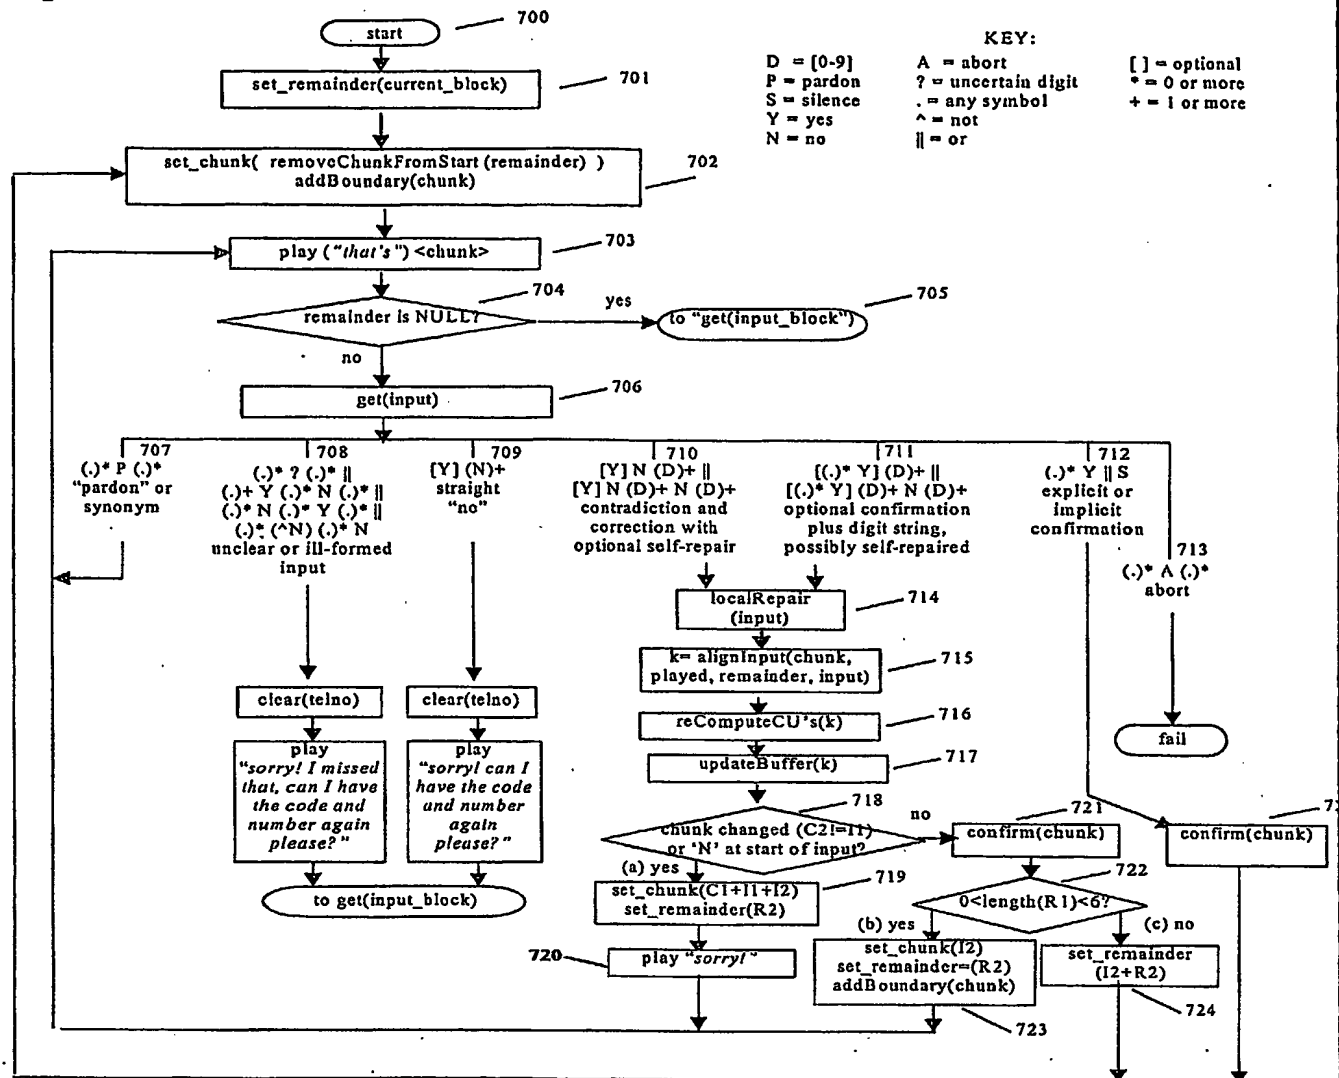 700
start
KEY:
D = [0-9]
P = pardon
S = silence
Y = yes
N = no
A = abort
? = uncertain digit
. = any symbol
^ = not
|| = or
[ ] = optional
* = 0 or more
+ = 1 or more
set_remainder(current_block)
701
set_chunk( removeChunkFromStart (remainder) )
addBoundary(chunk)
702
play ("that's") <chunk>
703
704
remainder is NULL?
yes
705
to "get(input_block")
no
706
get(input)
707
(.)* P (.)*
"pardon" or
synonym
708
(.)* ? (.)* ||
(.)+ Y (.)* N (.)* ||
(.)* N (.)* Y (.)* ||
(.)* (^N) (.)* N
unclear or ill-formed
input
709
[Y] (N)+
straight
"no"
710
[Y] N (D)+ ||
[Y] N (D)+ N (D)+
contradiction and
correction with
optional self-repair
711
[(.)* Y] (D)+ ||
[(.)* Y] (D)+ N (D)+
optional confirmation
plus digit string,
possibly self-repaired
712
(.)* Y || S
explicit or
implicit
confirmation
713
(.)* A (.)*
abort
localRepair
(input)
714
k= alignInput(chunk,
played, remainder, input)
715
reComputeCU's(k)
716
updateBuffer(k)
717
clear(telno)
clear(telno)
play
"sorry! I missed
that, can I have
the code and
number again
please?"
play
"sorry! can I
have the code
and number
again
please?"
to get(input_block)
fail
718
chunk changed (C2!=I1)
or 'N' at start of input?
no
721
confirm(chunk)
confirm(chunk)
(a) yes
719
set_chunk(C1+I1+I2)
set_remainder(R2)
720
play "sorry!"
722
0<length(R1)<6?
(b) yes
(c) no
set_chunk(I2)
set_remainder=(R2)
addBoundary(chunk)
723
set_remainder
(I2+R2)
724